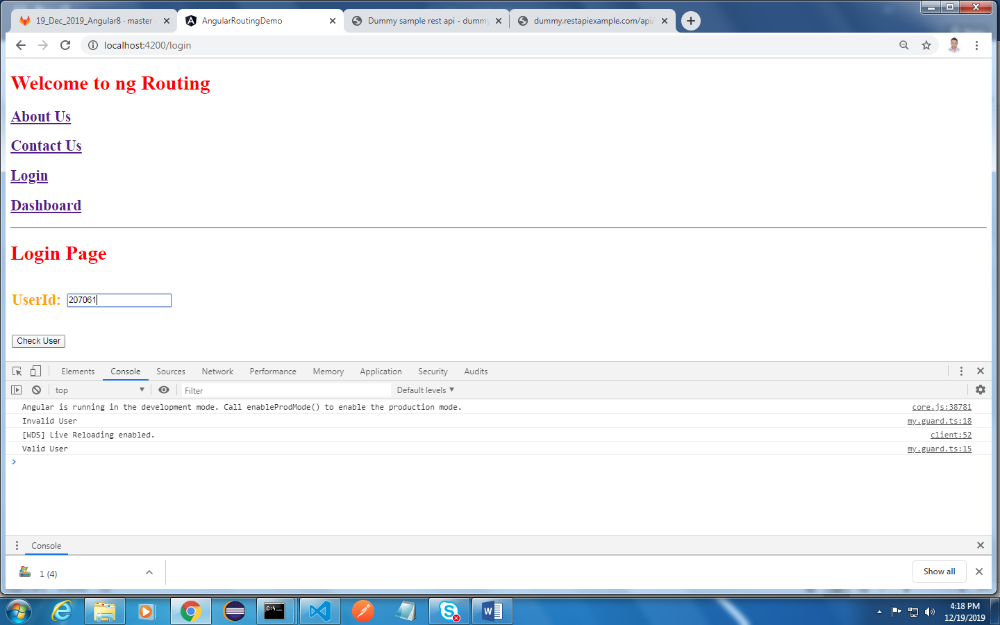 19_Dec_2019_Angular8 · master
AngularRoutingDemo
Dummy sample rest api - dummy
dummy.restapiexample.com/api/
localhost:4200/login
Welcome to ng Routing
About Us
Contact Us
Login
Dashboard
Login Page
UserId: 207061
Check User
Elements Console Sources Network Performance Memory Application Security Audits
top Filter Default levels
Angular is running in the development mode. Call enableProdMode() to enable the production mode. core.js:38781
Invalid User my.guard.ts:18
[WDS] Live Reloading enabled. client:52
Valid User my.guard.ts:15
Console
1 (4) Show all
C:\_
4:18 PM
12/19/2019